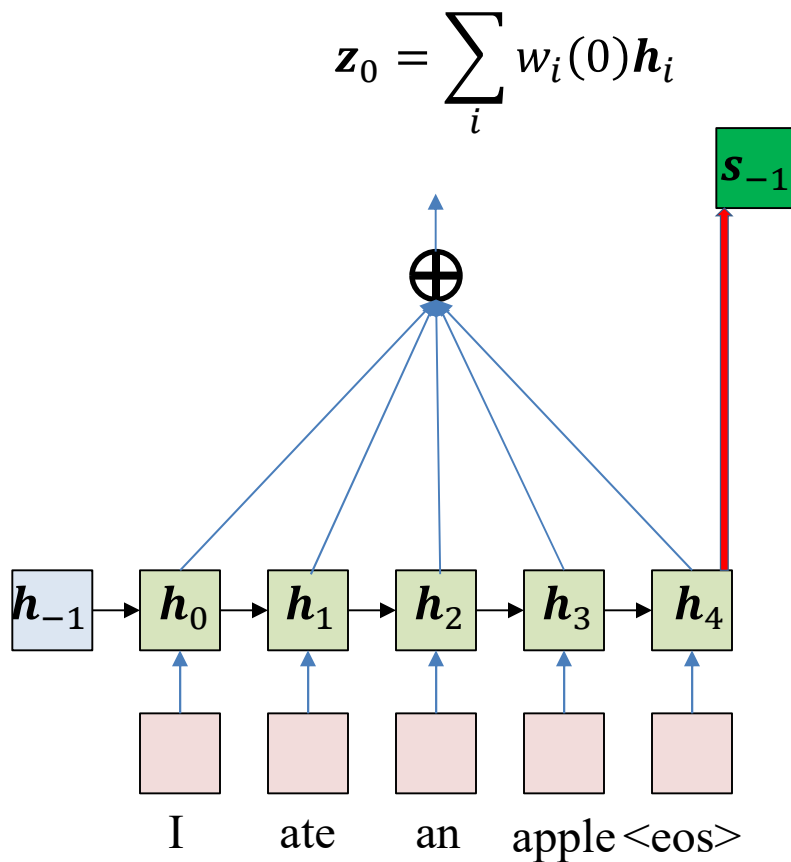 𝒛₀ = ∑ᵢ wᵢ(0)𝒉ᵢ
𝒔₋₁
𝒉₋₁ 𝒉₀ 𝒉₁ 𝒉₂ 𝒉₃ 𝒉₄
I ate an apple <eos>